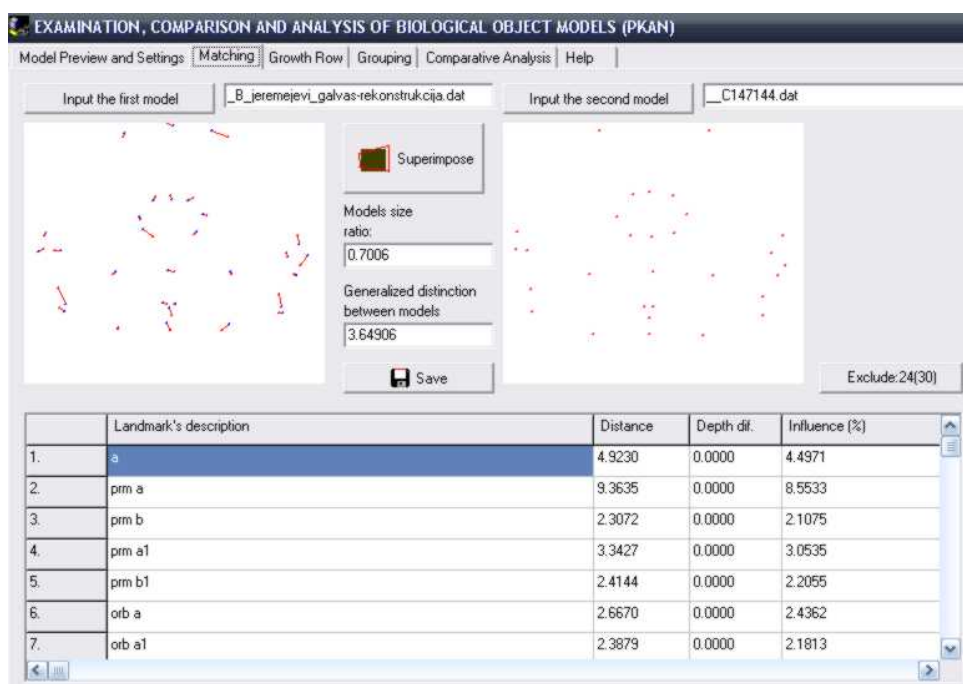 EXAMINATION, COMPARISON AND ANALYSIS OF BIOLOGICAL OBJECT MODELS (PKAN)
Model Preview and Settings Matching Growth Row Grouping Comparative Analysis Help
Input the first model _B_jeremejevi_galvas-rekonstrukcija.dat Input the second model __C147144.dat
Superimpose
Models size
ratio:
0.7006
Generalized distinction
between models
3.64906
Save
Exclude:24(30)
Landmark's description Distance Depth dif. Influence (%)
1. a 4.9230 0.0000 4.4971
2. prm a 9.3635 0.0000 8.5533
3. prm b 2.3072 0.0000 2.1075
4. prm a1 3.3427 0.0000 3.0535
5. prm b1 2.4144 0.0000 2.2055
6. orb a 2.6670 0.0000 2.4362
7. orb a1 2.3879 0.0000 2.1813